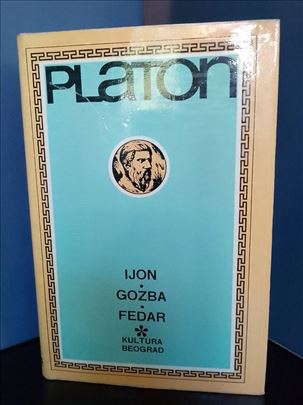 PLATON
IJON
·
GOZBA
·
FEDAR
*
KULTURA
BEOGRAD